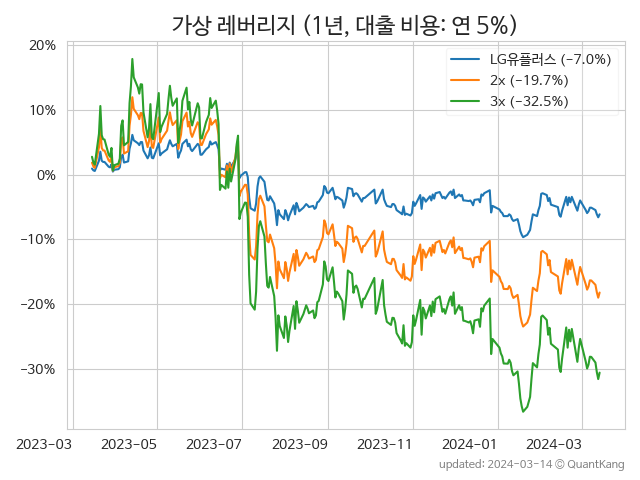 가상 레버리지 (1년, 대출 비용: 연 5%)
20%
10%
0%
−10%
−20%
−30%
LG유플러스 (−7.0%)
2x (−19.7%)
3x (−32.5%)
2023-03 2023-05 2023-07 2023-09 2023-11 2024-01 2024-03
updated: 2024-03-14 © QuantKang